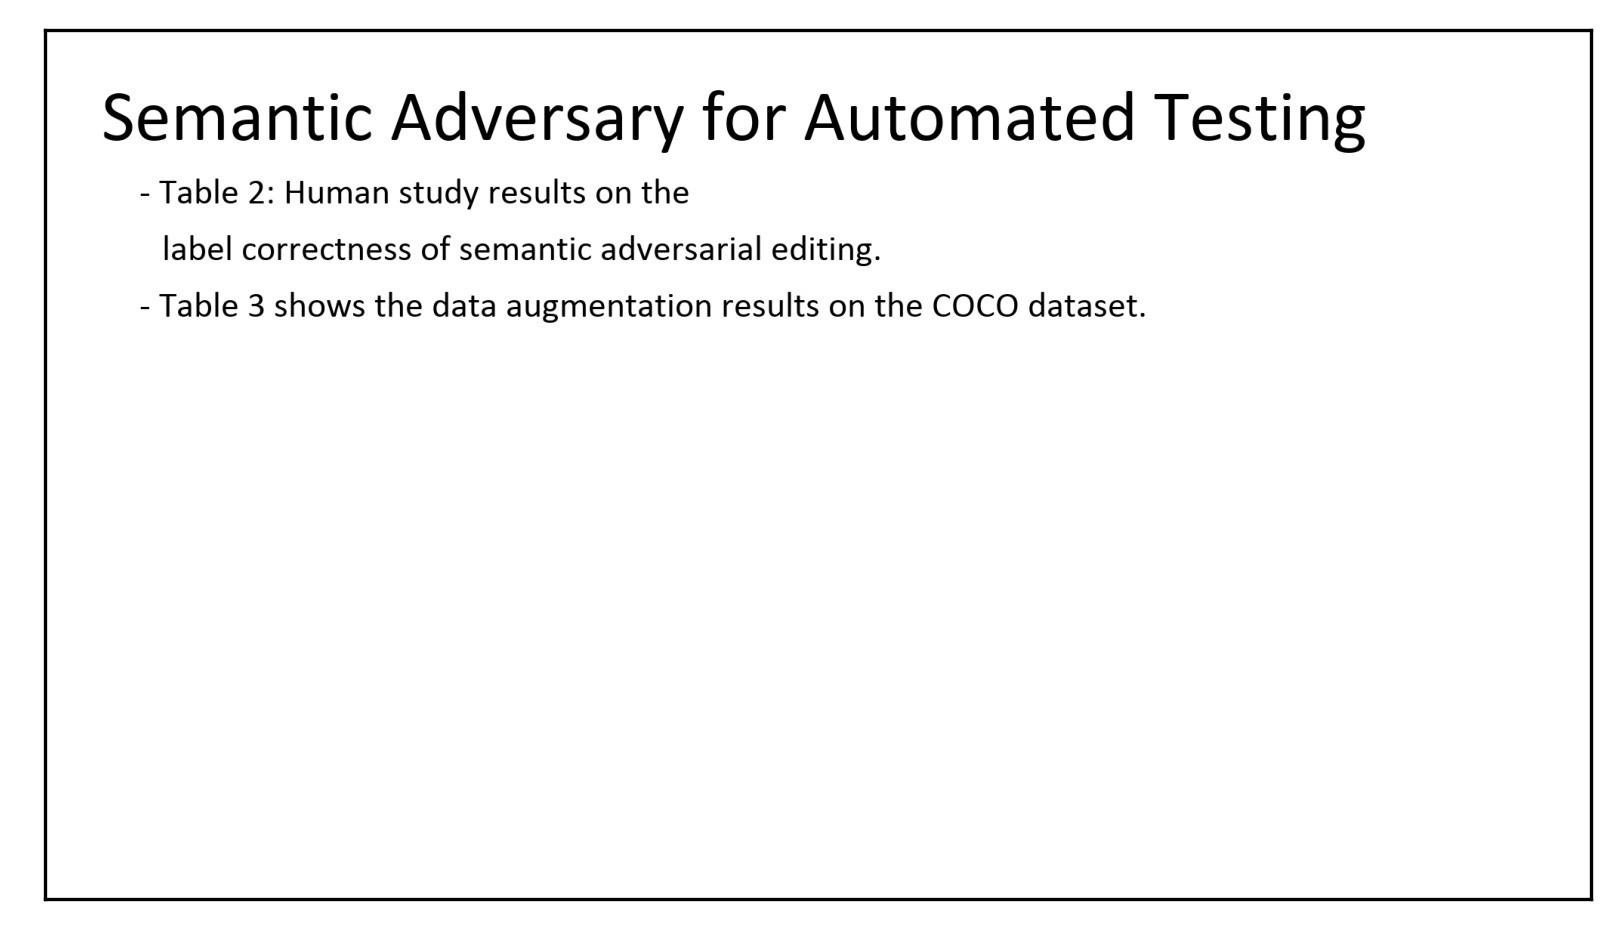 Semantic Adversary for Automated Testing
- Table 2: Human study results on the
label correctness of semantic adversarial editing.
- Table 3 shows the data augmentation results on the COCO dataset.